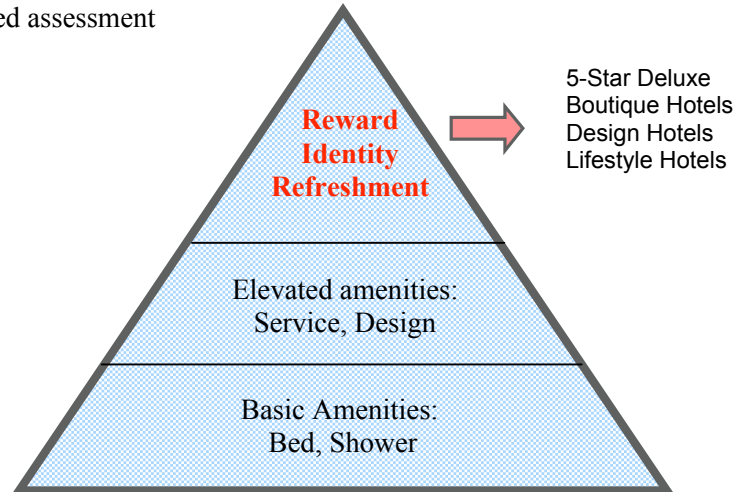 ed assessment
5-Star Deluxe
Boutique Hotels
Design Hotels
Lifestyle Hotels
Reward
Identity
Refreshment
Elevated amenities:
Service, Design
Basic Amenities:
Bed, Shower